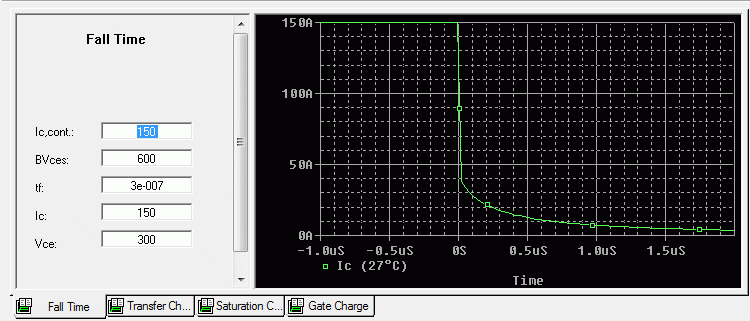 Fall Time
Ic,cont.: 150
BVces: 600
tf: 3e-007
Ic: 150
Vce: 300
150A
100A
50A
0A
-1.0uS -0.5uS 0S 0.5uS 1.0uS 1.5uS
Ic (27°C)
Time
Fall Time Transfer Ch... Saturation C... Gate Charge